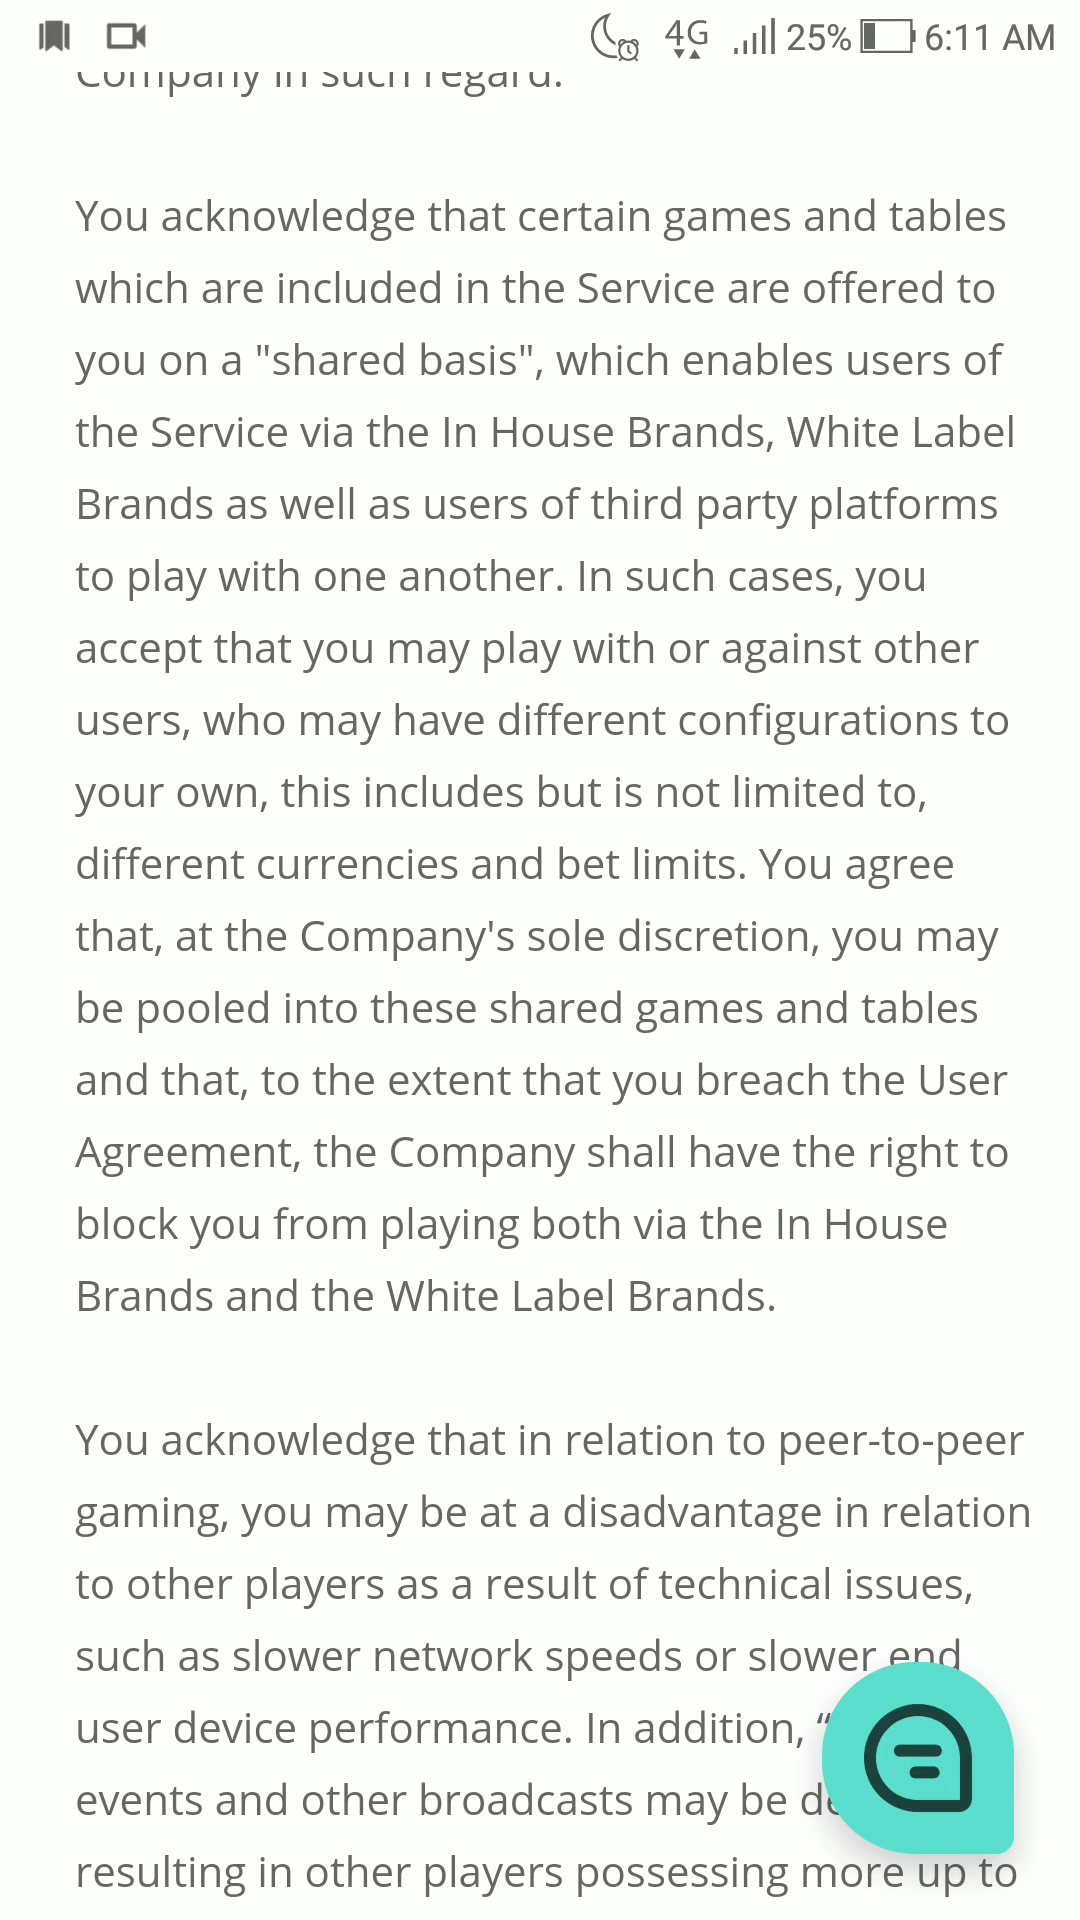 4G 25% 6:11 AM
Company in such regard.
You acknowledge that certain games and tables
which are included in the Service are offered to
you on a "shared basis", which enables users of
the Service via the In House Brands, White Label
Brands as well as users of third party platforms
to play with one another. In such cases, you
accept that you may play with or against other
users, who may have different configurations to
your own, this includes but is not limited to,
different currencies and bet limits. You agree
that, at the Company's sole discretion, you may
be pooled into these shared games and tables
and that, to the extent that you breach the User
Agreement, the Company shall have the right to
block you from playing both via the In House
Brands and the White Label Brands.
You acknowledge that in relation to peer-to-peer
gaming, you may be at a disadvantage in relation
to other players as a result of technical issues,
such as slower network speeds or slower end
user device performance. In addition, “
events and other broadcasts may be
resulting in other players possessing more up to